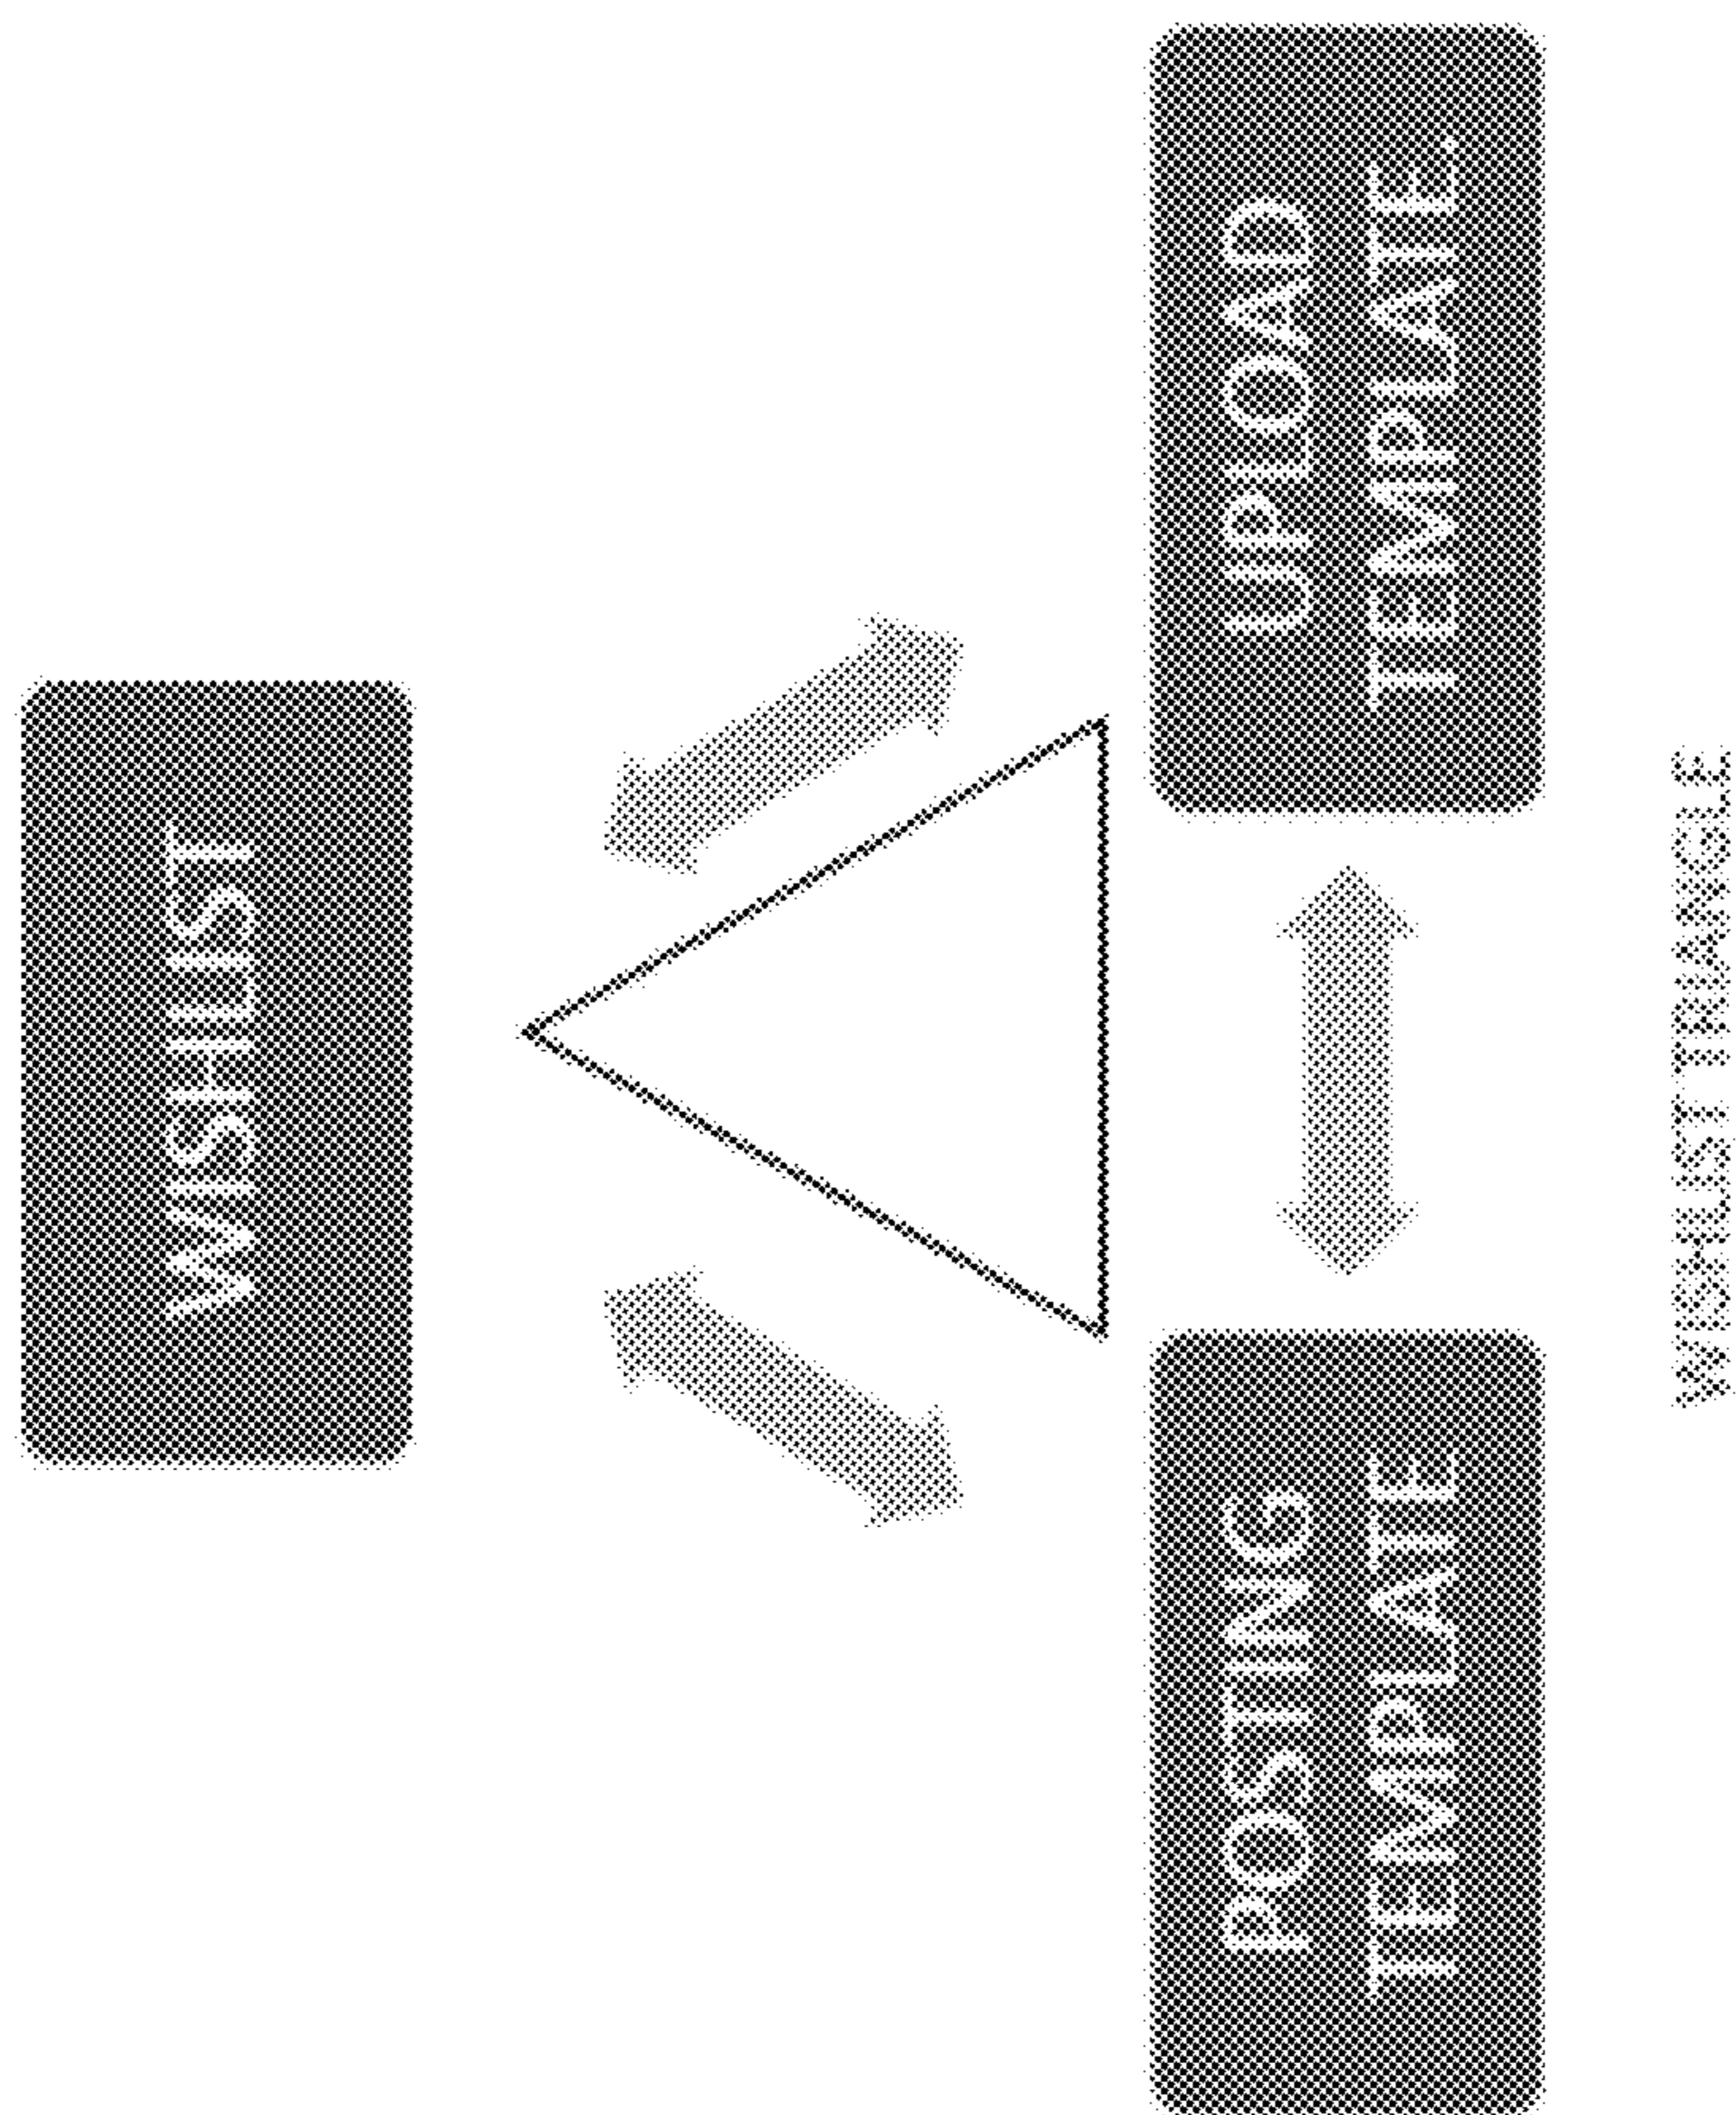 WISHLIST
POSTING
TEMPLATE
UPLOAD
TEMPLATE.
WISHLIST TRIANGLE